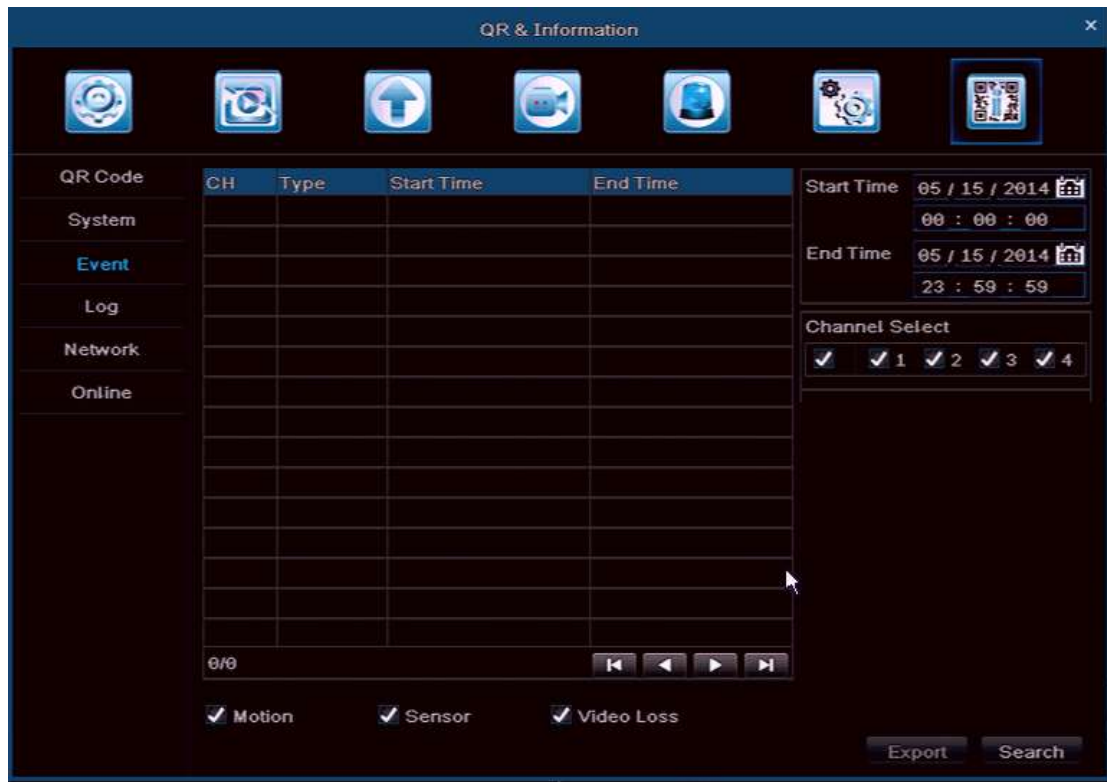 QR & Information
QR Code
System
Event
Log
Network
Online
CH Type Start Time End Time
0/0
Motion Sensor Video Loss
Start Time 05 / 15 / 2014
00 : 00 : 00
End Time 05 / 15 / 2014
23 : 59 : 59
Channel Select
1 2 3 4
Export Search